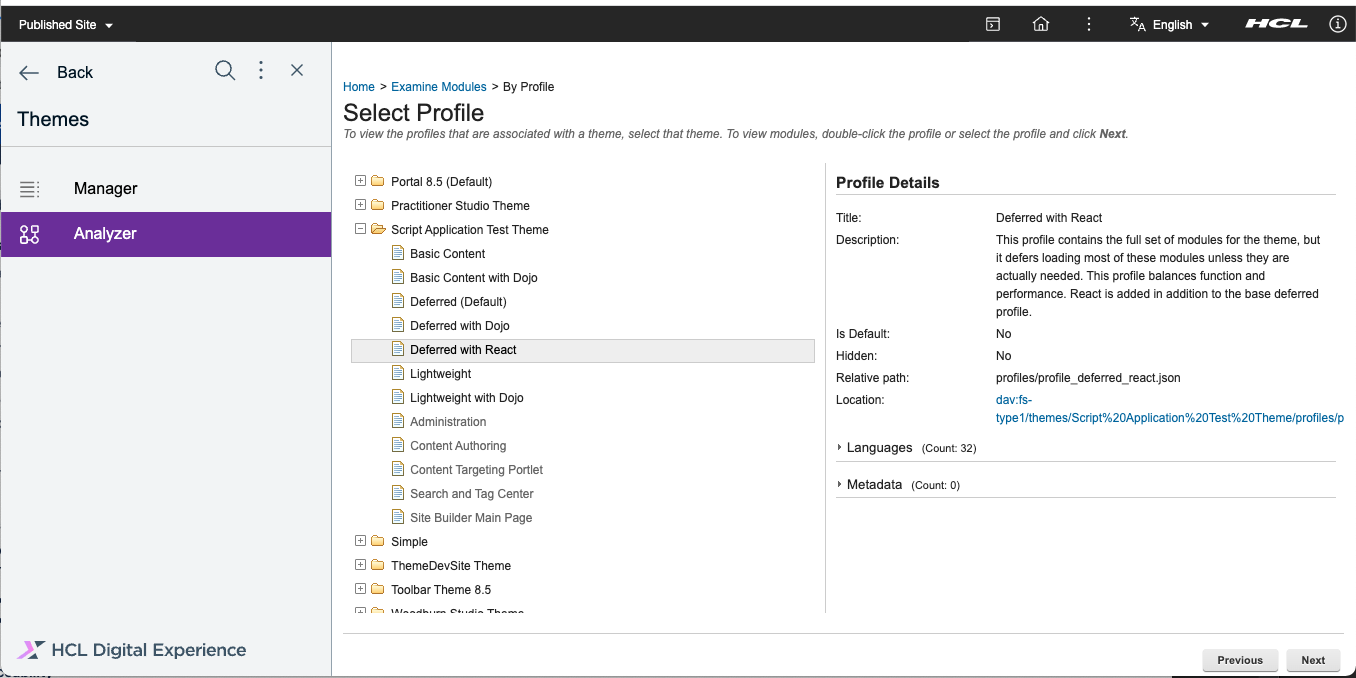 Published Site
English
HCL
Back
Themes
Manager
Analyzer
HCL Digital Experience
Home > Examine Modules > By Profile
Select Profile
To view the profiles that are associated with a theme, select that theme. To view modules, double-click the profile or select the profile and click Next.
Portal 8.5 (Default)
Practitioner Studio Theme
Script Application Test Theme
Basic Content
Basic Content with Dojo
Deferred (Default)
Deferred with Dojo
Deferred with React
Lightweight
Lightweight with Dojo
Administration
Content Authoring
Content Targeting Portlet
Search and Tag Center
Site Builder Main Page
Simple
ThemeDevSite Theme
Toolbar Theme 8.5
Woodburn Studio Theme
Profile Details
Title: Deferred with React
Description: This profile contains the full set of modules for the theme, but
it defers loading most of these modules unless they are
actually needed. This profile balances function and
performance. React is added in addition to the base deferred
profile.
Is Default: No
Hidden: No
Relative path: profiles/profile_deferred_react.json
Location: dav:fs-
type1/themes/Script%20Application%20Test%20Theme/profiles/p
Languages (Count: 32)
Metadata (Count: 0)
Previous
Next